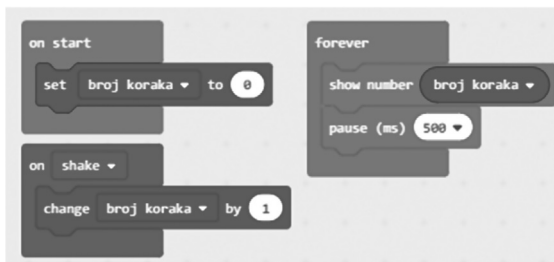 on start
set broj koraka to 0
on shake
change broj koraka by 1
forever
show number broj koraka
pause (ms) 500